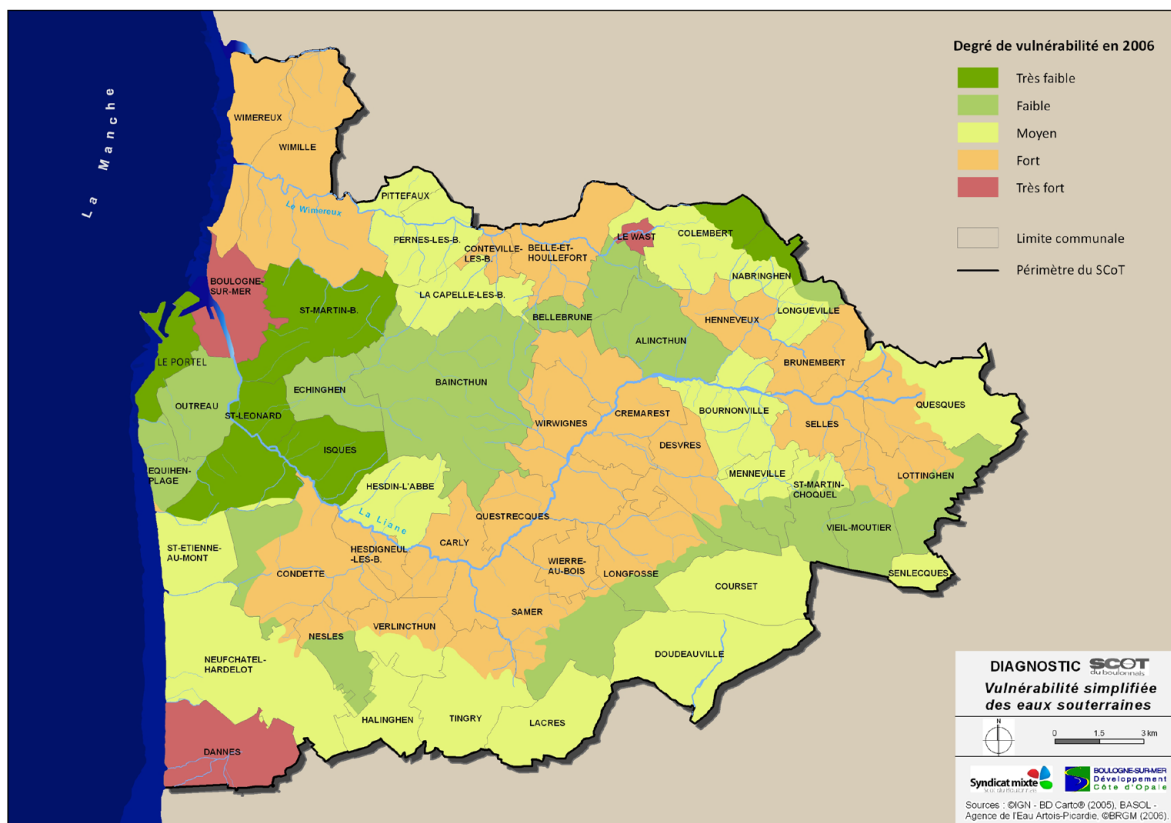 La Manche
Degré de vulnérabilité en 2006
Très faible
Faible
Moyen
Fort
Très fort
Limite communale
Périmètre du SCoT
WIMEREUX
WIMILLE
Le Wimereux
PITTEFAUX
PERNES-LES-B.
CONTEVILLE-
LES-B.
BELLE-ET-
HOULLEFORT
LE WAST
COLEMBERT
NABRINGHEN
BOULOGNE-
SUR-MER
ST-MARTIN-B.
LA CAPELLE-LES-B.
BELLEBRUNE
ALINCTHUN
HENNEVEUX
LONGUEVILLE
BRUNEMBERT
LE PORTEL
OUTREAU
ECHINGHEN
BAINCTHUN
ST-LEONARD
ISQUES
WIRWIGNES
CREMAREST
DESVRES
BOURNONVILLE
SELLES
QUESQUES
EQUIHEN-
PLAGE
HESDIN-L'ABBE
MENNEVILLE
ST-MARTIN-
CHOQUEL
LOTTINGHEN
La Liane
QUESTRECQUES
CARLY
VIEIL-MOUTIER
ST-ETIENNE-
AU-MONT
HESDIGNEUL
-LES-B.
CONDETTE
WIERRE-
AU-BOIS
LONGFOSSE
COURSET
SENLECQUES
SAMER
NESLES
VERLINCTHUN
DOUDEAUVILLE
NEUFCHATEL-
HARDELOT
HALINGHEN
TINGRY
LACRES
DANNES
DIAGNOSTIC SCOT
du boulonnais
Vulnérabilité simplifiée
des eaux souterraines
N
0 1.5 3 km
Syndicat mixte
BOULOGNE-SUR-MER
Développement
Côte d'Opale
Sources : ©IGN - BD Carto® (2005), BASOL -
Agence de l'Eau Artois-Picardie, ©BRGM (2006).